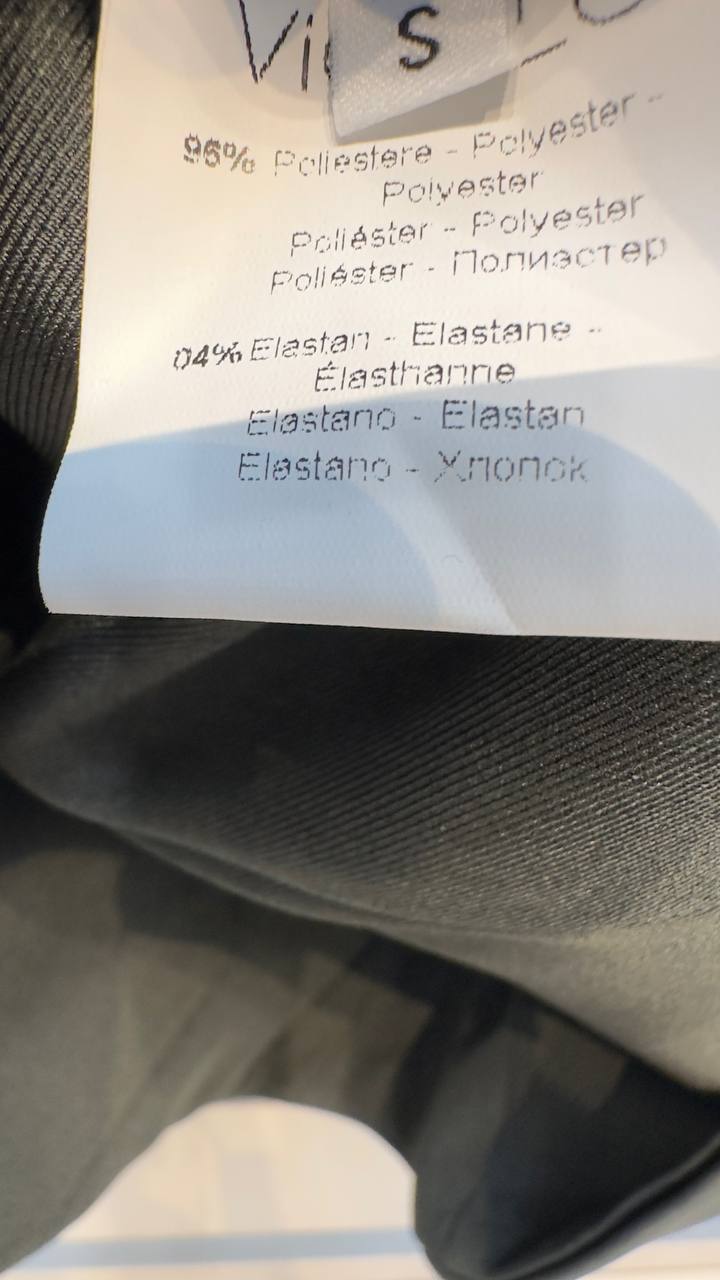 S
96% Poliestere - Polyester -
Polyester
Poliéster - Polyester
Poliéster - Полиэстер
04% Elastan - Elastane -
Élasthanne
Elastano - Elastan
Elastano - Хлопок